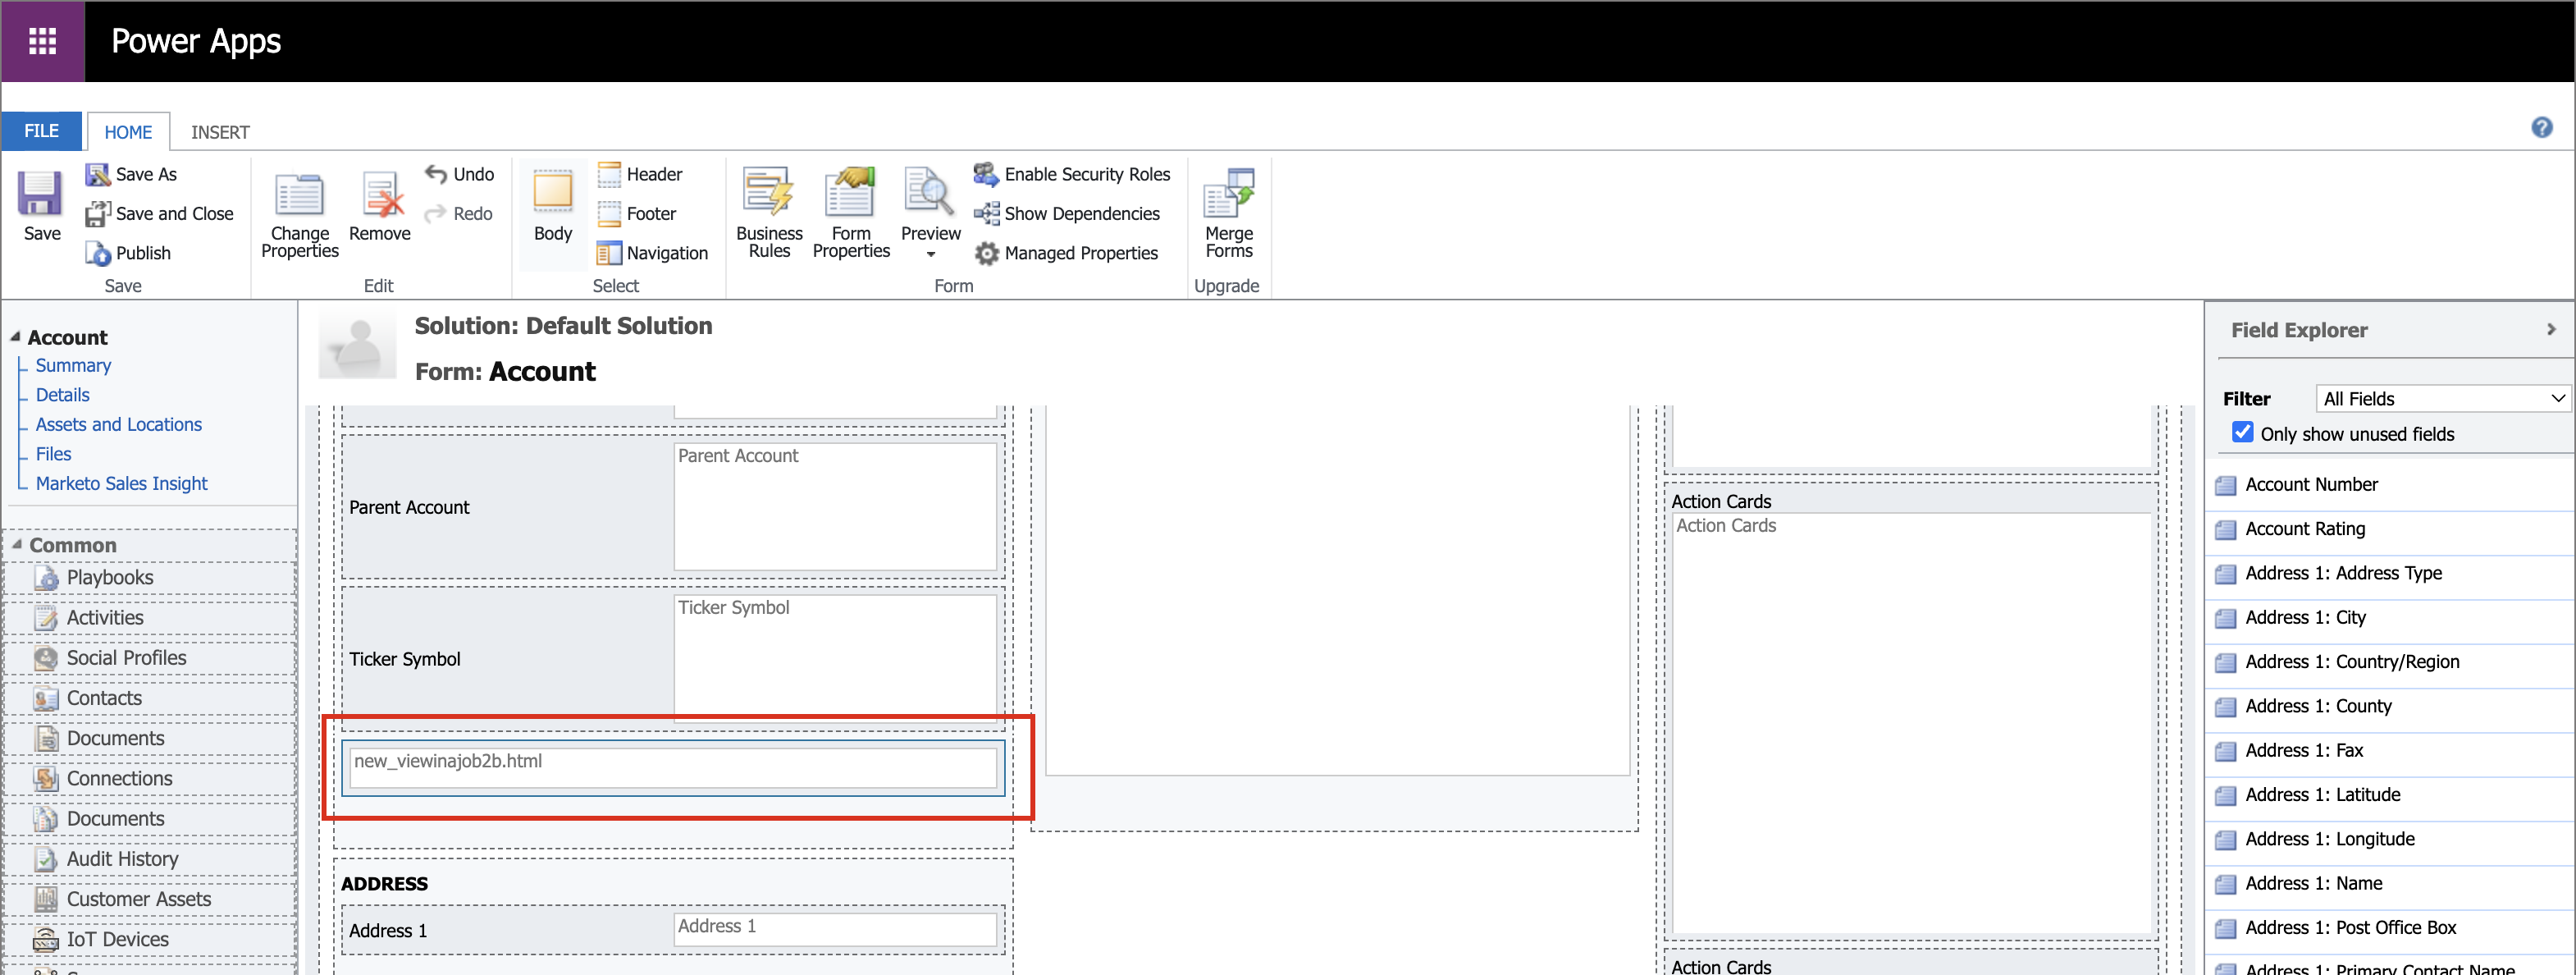 Power Apps
FILE
HOME
INSERT
Save
Save As
Save and Close
Publish
Save
Change Properties
Remove
Undo
Redo
Edit
Body
Header
Footer
Navigation
Select
Business Rules
Form Properties
Preview
Enable Security Roles
Show Dependencies
Managed Properties
Form
Merge Forms
Upgrade
Account
Summary
Details
Assets and Locations
Files
Marketo Sales Insight
Common
Playbooks
Activities
Social Profiles
Contacts
Documents
Connections
Documents
Audit History
Customer Assets
IoT Devices
Solution: Default Solution
Form: Account
Parent Account
Parent Account
Ticker Symbol
Ticker Symbol
new_viewinajob2b.html
ADDRESS
Address 1
Address 1
Action Cards
Action Cards
Action Cards
Field Explorer
Filter
All Fields
Only show unused fields
Account Number
Account Rating
Address 1: Address Type
Address 1: City
Address 1: Country/Region
Address 1: County
Address 1: Fax
Address 1: Latitude
Address 1: Longitude
Address 1: Name
Address 1: Post Office Box
Address 1: Primary Contact Name